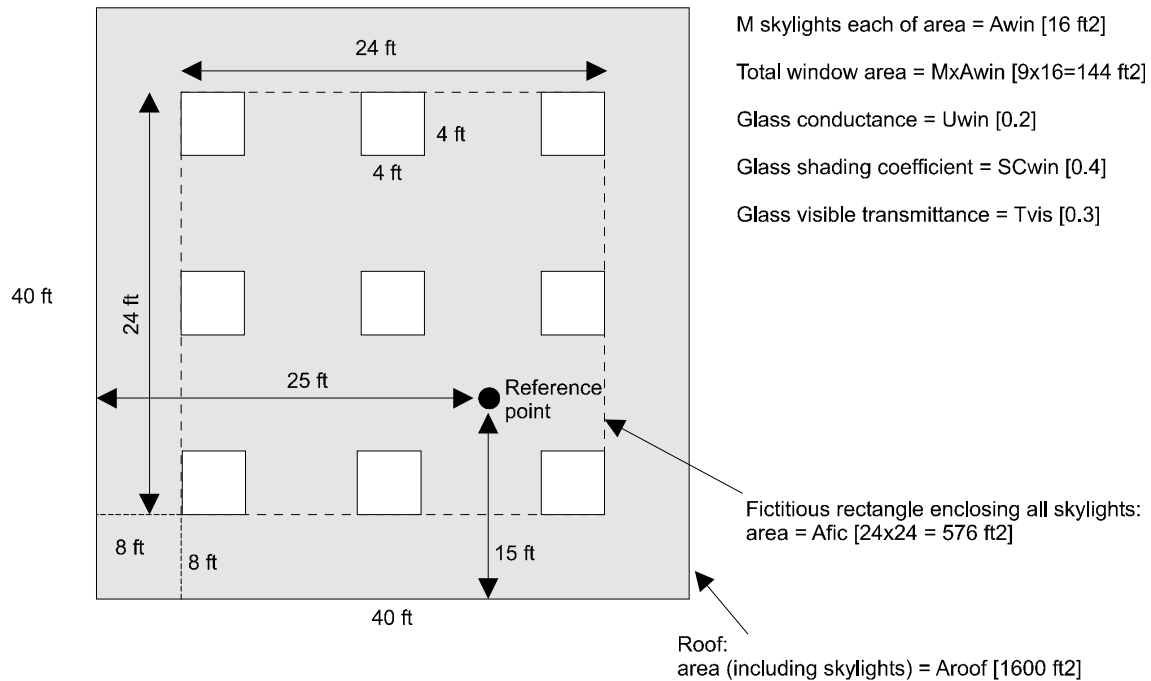 M skylights each of area = Awin [16 ft2]
Total window area = MxAwin [9x16=144 ft2]
Glass conductance = Uwin [0.2]
Glass shading coefficient = SCwin [0.4]
Glass visible transmittance = Tvis [0.3]
24 ft
4 ft
4 ft
40 ft
24 ft
25 ft
Reference
point
8 ft
8 ft
15 ft
40 ft
Fictitious rectangle enclosing all skylights:
area = Afic [24x24 = 576 ft2]
Roof:
area (including skylights) = Aroof [1600 ft2]